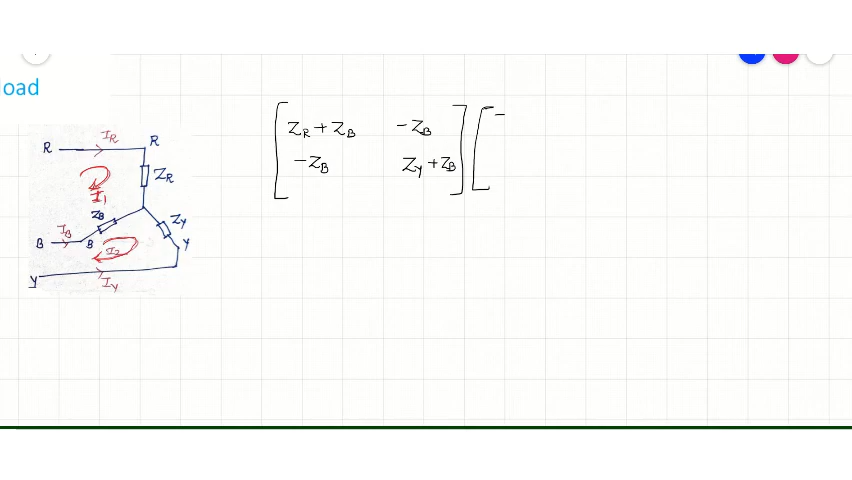 oad
I_R
R R
Z_R
I_1
Z_B
Z_Y
I_B
B B I_2 Y
Y
I_Y
Z_R + Z_B -Z_B
-Z_B Z_Y + Z_B